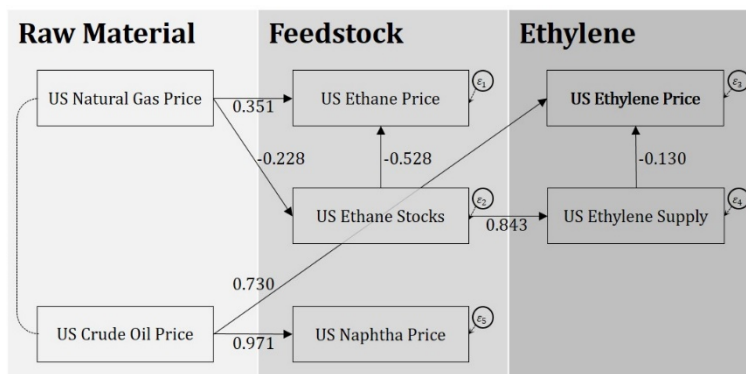 Raw Material
Feedstock
Ethylene
US Natural Gas Price
US Ethane Price
ε1
US Ethylene Price
ε3
0.351
-0.228
-0.528
-0.130
US Ethane Stocks
ε2
0.843
US Ethylene Supply
ε4
0.730
US Crude Oil Price
0.971
US Naphtha Price
ε5